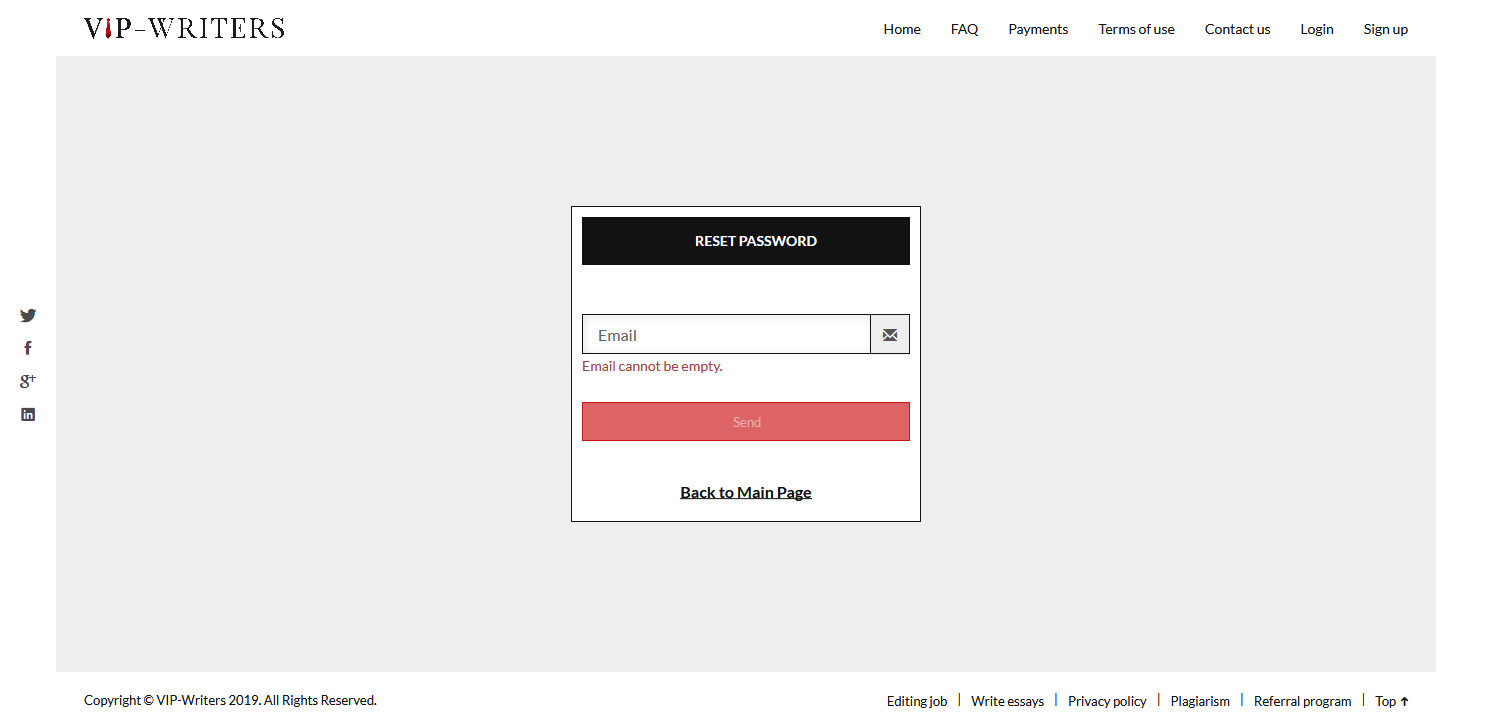 VIP-WRITERS
Home FAQ Payments Terms of use Contact us Login Sign up
RESET PASSWORD
Email
Email cannot be empty.
Send
Back to Main Page
Copyright © VIP-Writers 2019. All Rights Reserved.
Editing job | Write essays | Privacy policy | Plagiarism | Referral program | Top